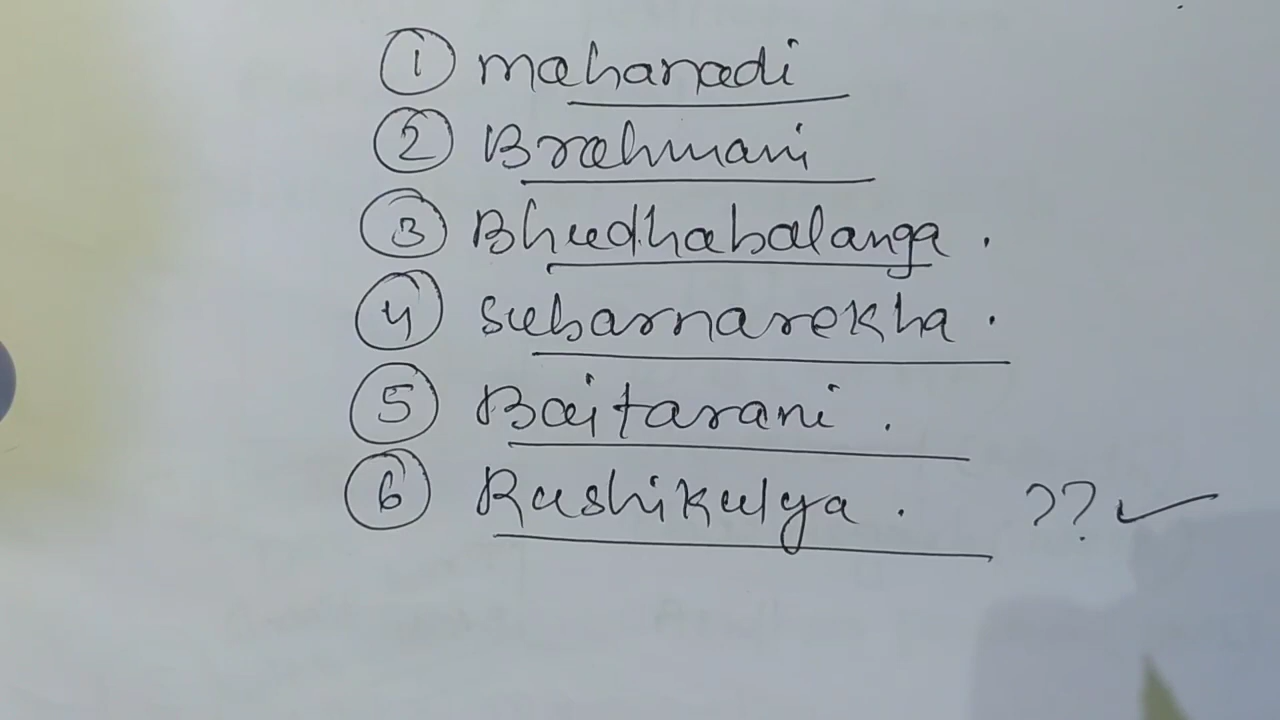 ① mahanadi
② Brahmani
③ Bhudhabalanga .
④ Subarnarekha .
⑤ Baitarani .
⑥ Rushikulya . ?? ✓